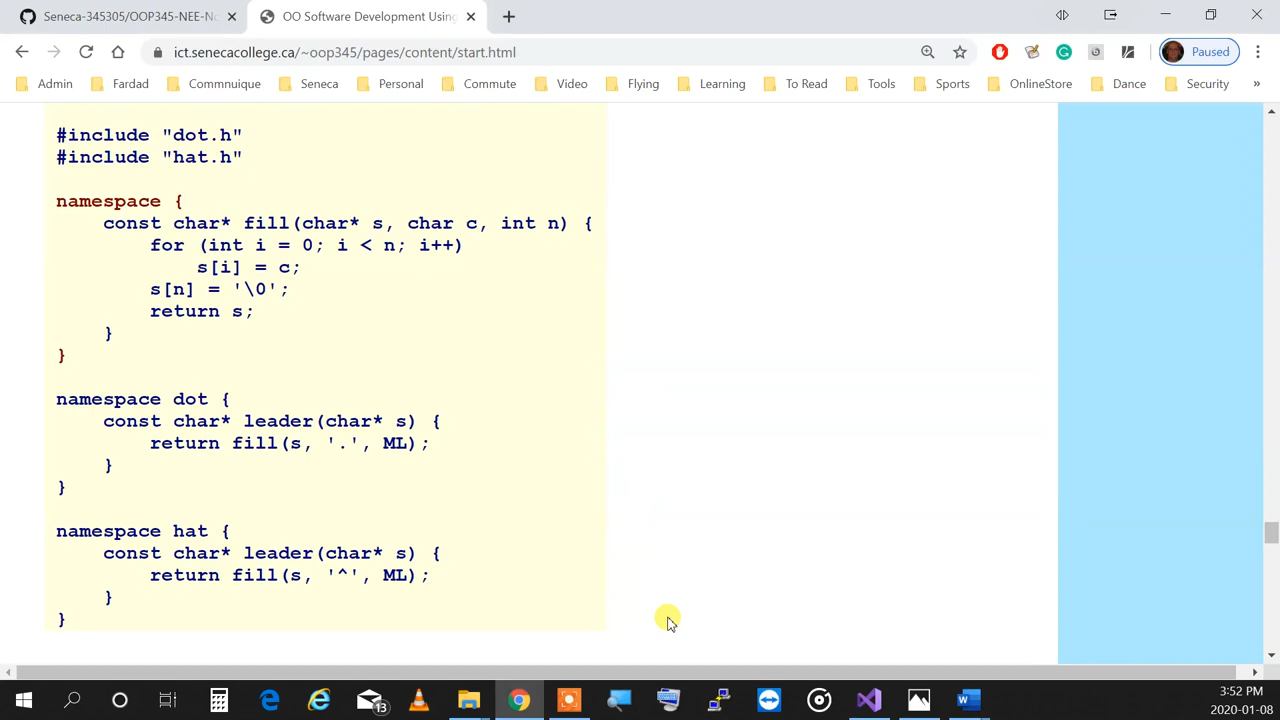 Seneca-345305/OOP345-NEE-No
OO Software Development Using
ict.senecacollege.ca/~oop345/pages/content/start.html
Paused
Admin
Fardad
Commnuique
Seneca
Personal
Commute
Video
Flying
Learning
To Read
Tools
Sports
OnlineStore
Dance
Security
»
#include "dot.h"
#include "hat.h"
namespace {
const char* fill(char* s, char c, int n) {
for (int i = 0; i < n; i++)
s[i] = c;
s[n] = '\0';
return s;
}
}
namespace dot {
const char* leader(char* s) {
return fill(s, '.', ML);
}
}
namespace hat {
const char* leader(char* s) {
return fill(s, '^', ML);
}
}
13
3:52 PM
2020-01-08